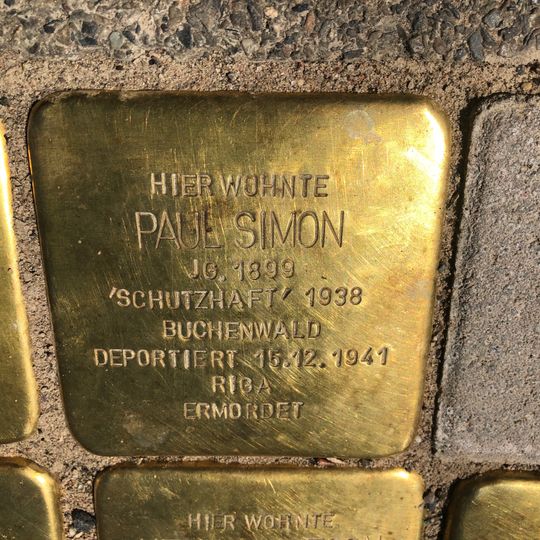 HIER WOHNTE
PAUL SIMON
JG. 1899
'SCHUTZHAFT' 1938
BUCHENWALD
DEPORTIERT 15.12.1941
RIGA
ERMORDET
HIER WOHNTE